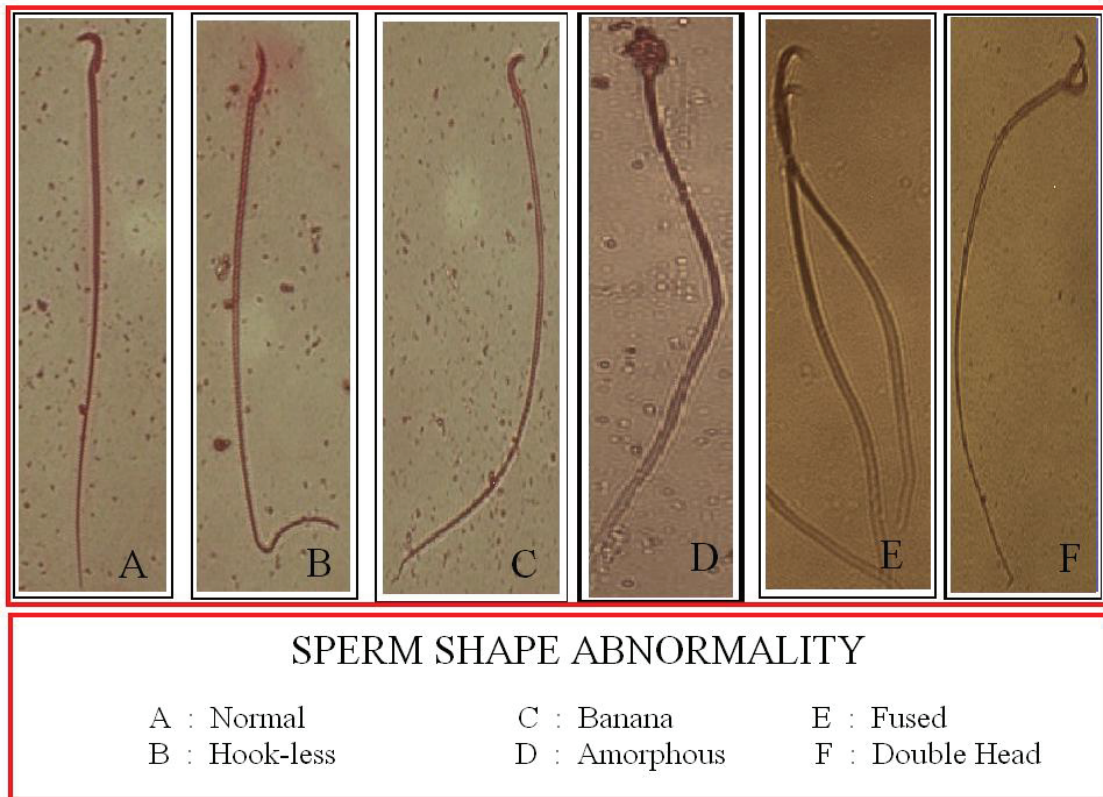 A B C D E F
SPERM SHAPE ABNORMALITY
A : Normal C : Banana E : Fused
B : Hook-less D : Amorphous F : Double Head